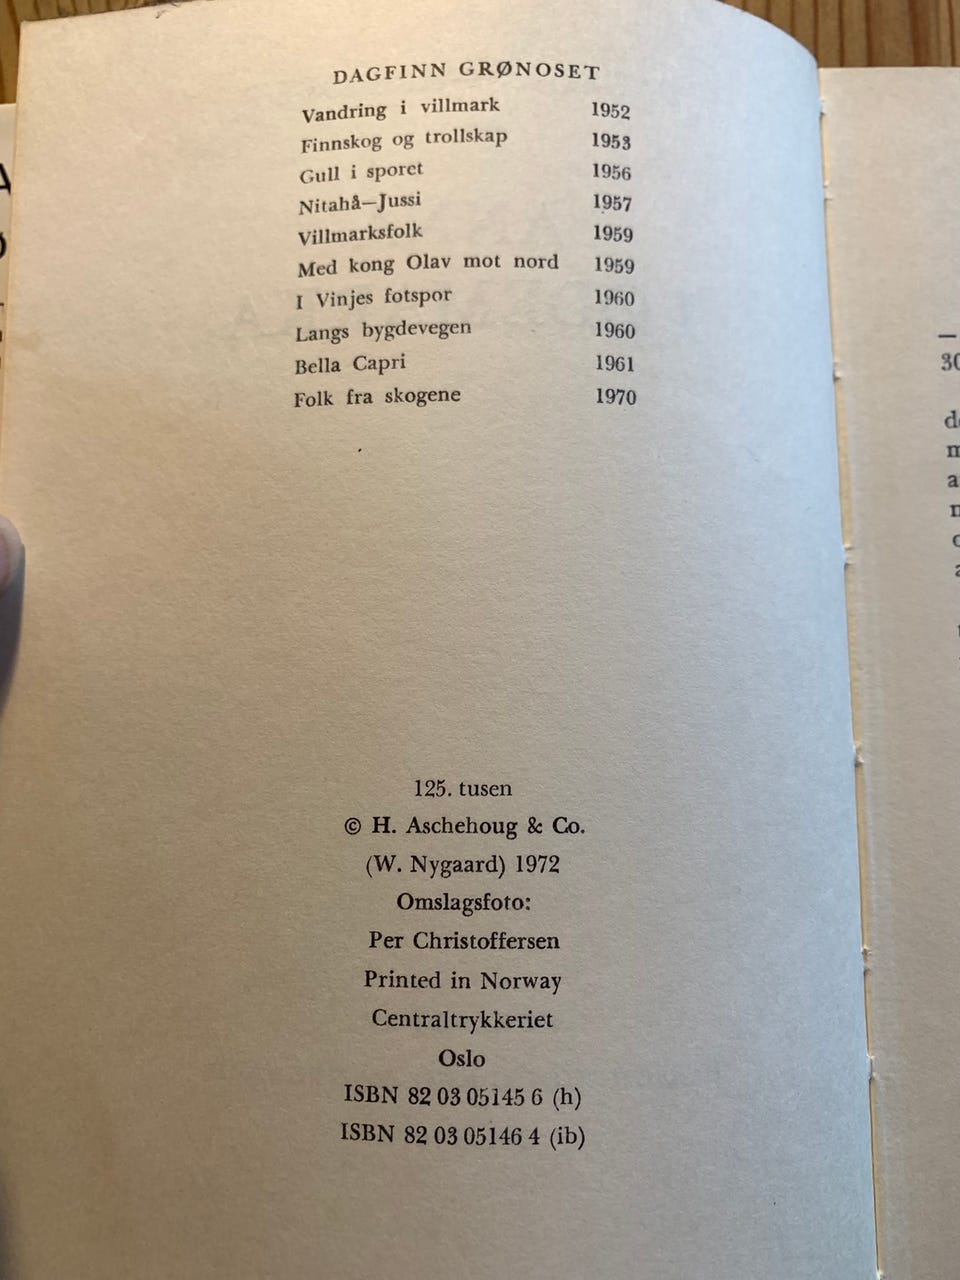 DAGFINN GRØNOSET
Vandring i villmark 1952
Finnskog og trollskap 1953
Gull i sporet 1956
Nitahå—Jussi 1957
Villmarksfolk 1959
Med kong Olav mot nord 1959
I Vinjes fotspor 1960
Langs bygdevegen 1960
Bella Capri 1961
Folk fra skogene 1970
125. tusen
© H. Aschehoug & Co.
(W. Nygaard) 1972
Omslagsfoto:
Per Christoffersen
Printed in Norway
Centraltrykkeriet
Oslo
ISBN 82 03 05145 6 (h)
ISBN 82 03 05146 4 (ib)